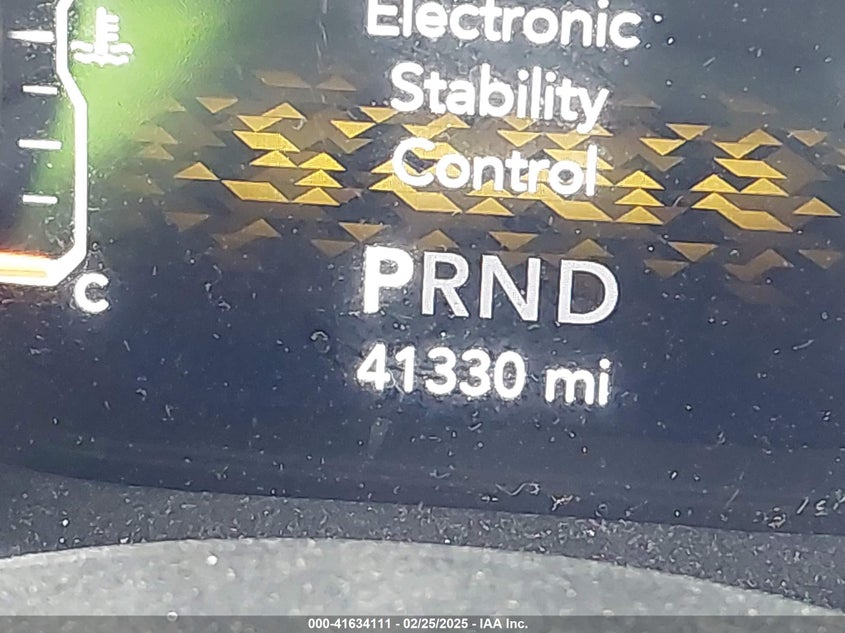 Electronic
Stability
Control
PRND
41330 mi
C
000-41634111 - 02/25/2025 - IAA Inc.